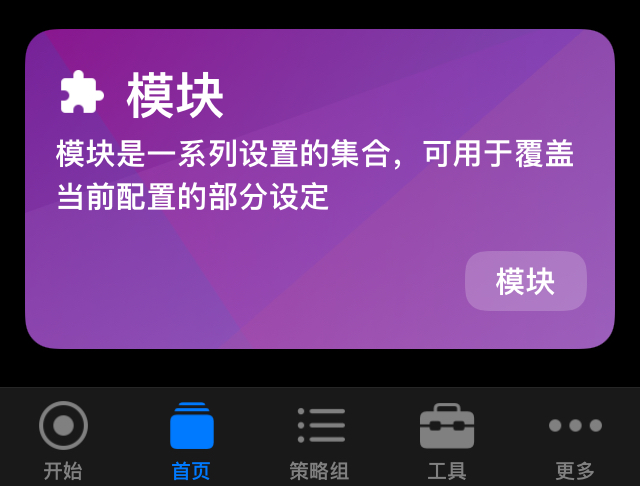 模块
模块是一系列设置的集合，可用于覆盖
当前配置的部分设定
模块
开始
首页
策略组
工具
更多